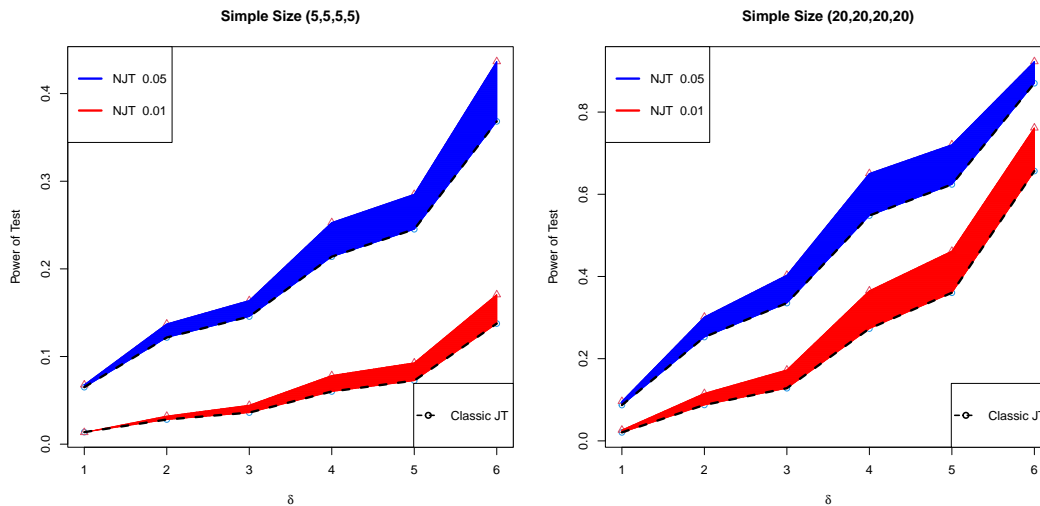 Simple Size (5,5,5,5)
NJT 0.05
NJT 0.01
Classic JT
Power of Test
0.0
0.1
0.2
0.3
0.4
1 2 3 4 5 6
δ
Simple Size (20,20,20,20)
NJT 0.05
NJT 0.01
Classic JT
Power of Test
0.0
0.2
0.4
0.6
0.8
1 2 3 4 5 6
δ